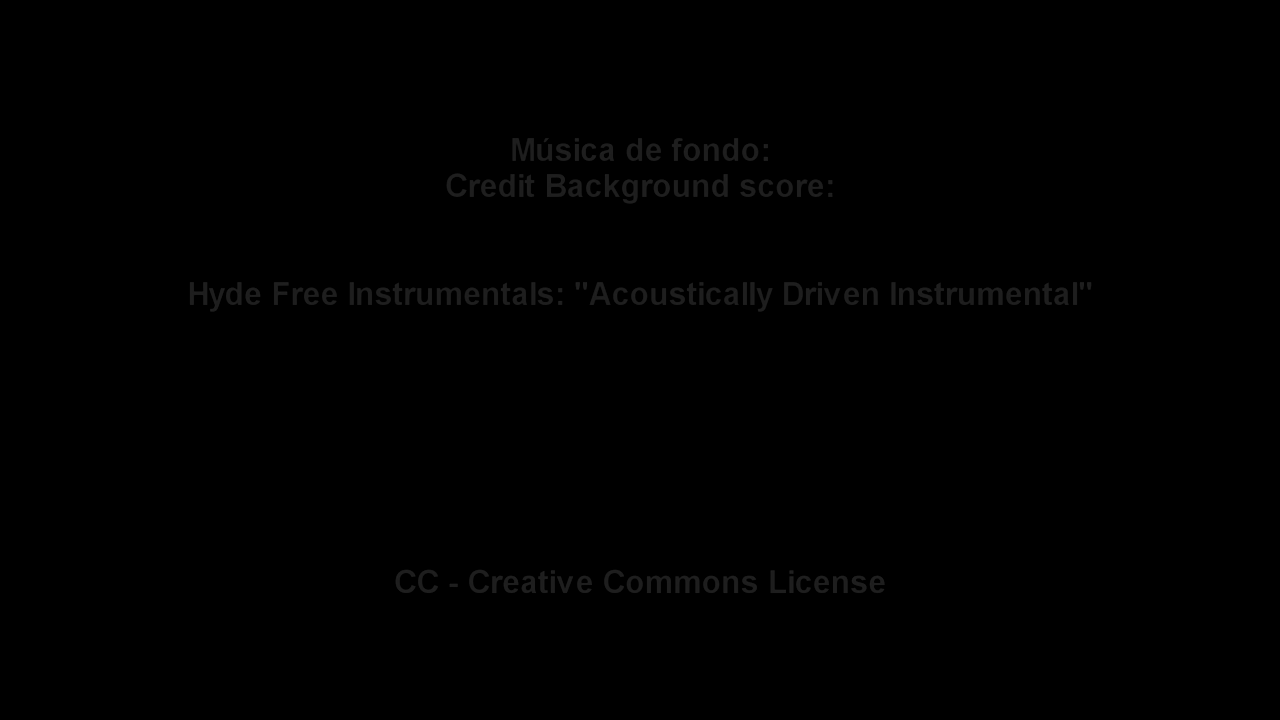 Música de fondo:
Credit Background score:
Hyde Free Instrumentals: "Acoustically Driven Instrumental"
CC - Creative Commons License